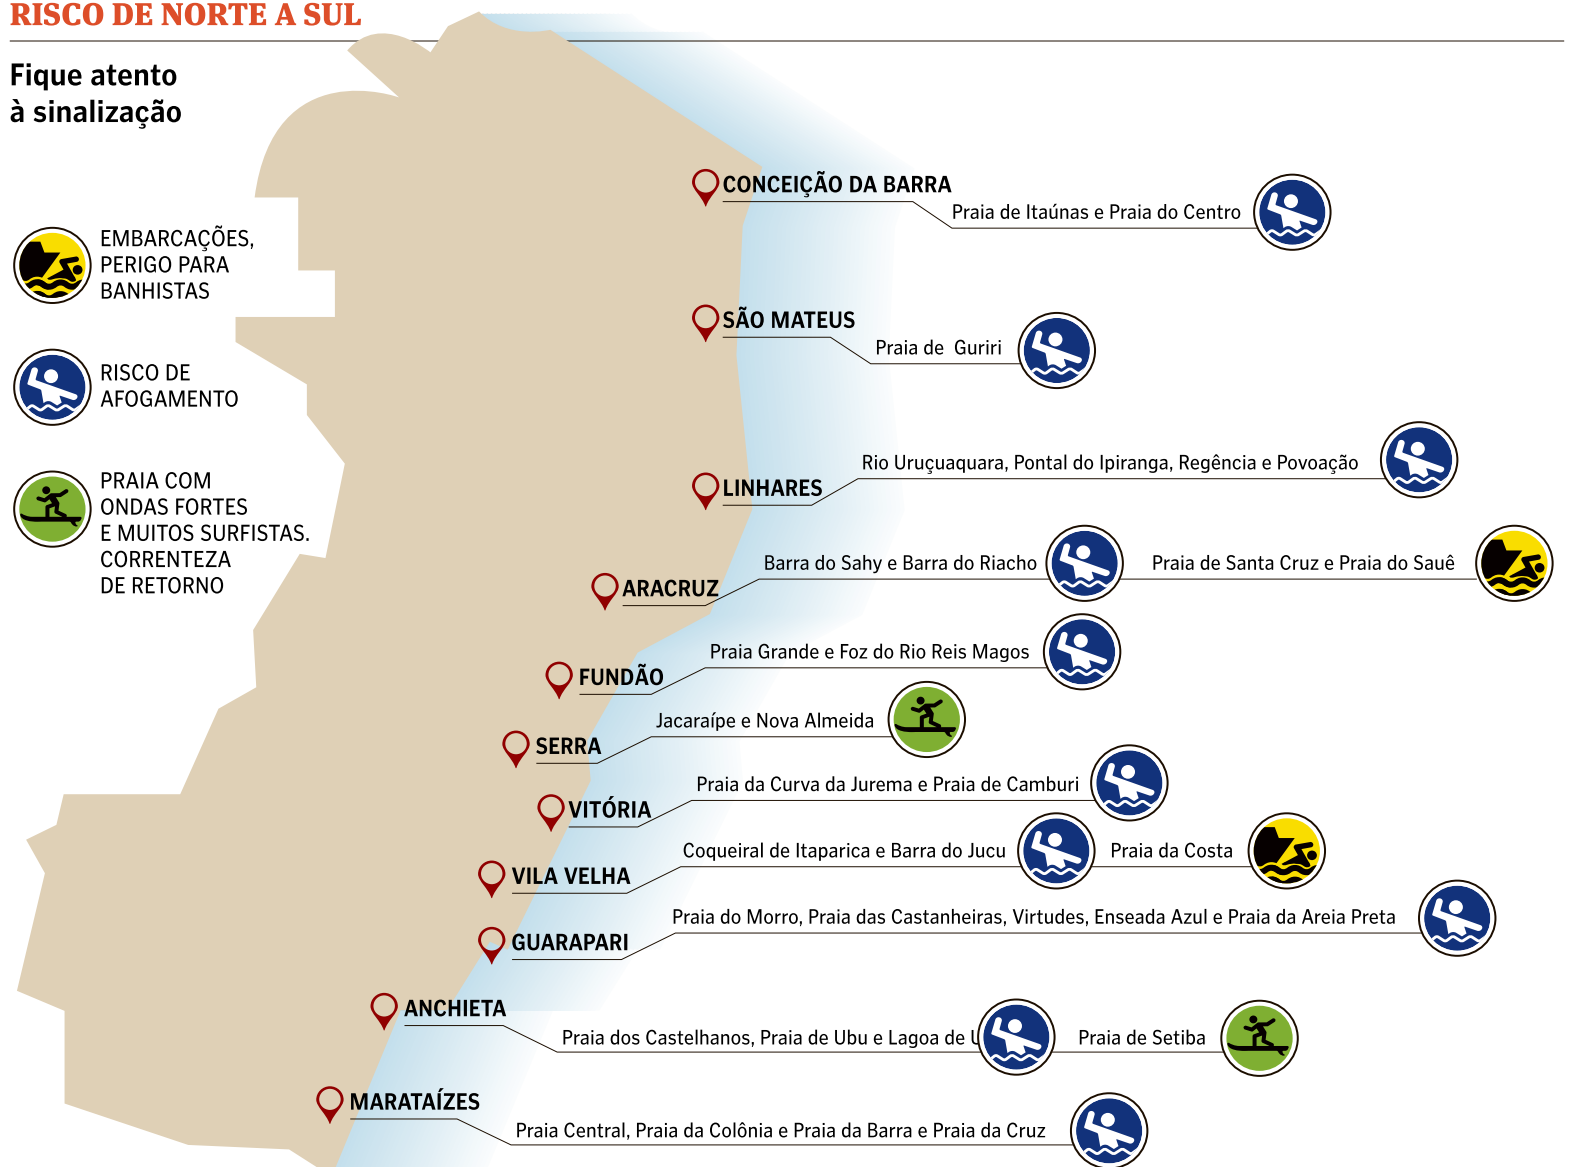 RISCO DE NORTE A SUL
Fique atento
à sinalização
EMBARCAÇÕES,
PERIGO PARA
BANHISTAS
RISCO DE
AFOGAMENTO
PRAIA COM
ONDAS FORTES
E MUITOS SURFISTAS.
CORRENTEZA
DE RETORNO
CONCEIÇÃO DA BARRA
Praia de Itaúnas e Praia do Centro
SÃO MATEUS
Praia de Guriri
LINHARES
Rio Uruçuaquara, Pontal do Ipiranga, Regência e Povoação
ARACRUZ
Barra do Sahy e Barra do Riacho
Praia de Santa Cruz e Praia do Sauê
FUNDÃO
Praia Grande e Foz do Rio Reis Magos
SERRA
Jacaraípe e Nova Almeida
VITÓRIA
Praia da Curva da Jurema e Praia de Camburi
VILA VELHA
Coqueiral de Itaparica e Barra do Jucu
Praia da Costa
GUARAPARI
Praia do Morro, Praia das Castanheiras, Virtudes, Enseada Azul e Praia da Areia Preta
ANCHIETA
Praia dos Castelhanos, Praia de Ubu e Lagoa de
Praia de Setiba
MARATAÍZES
Praia Central, Praia da Colônia e Praia da Barra e Praia da Cruz